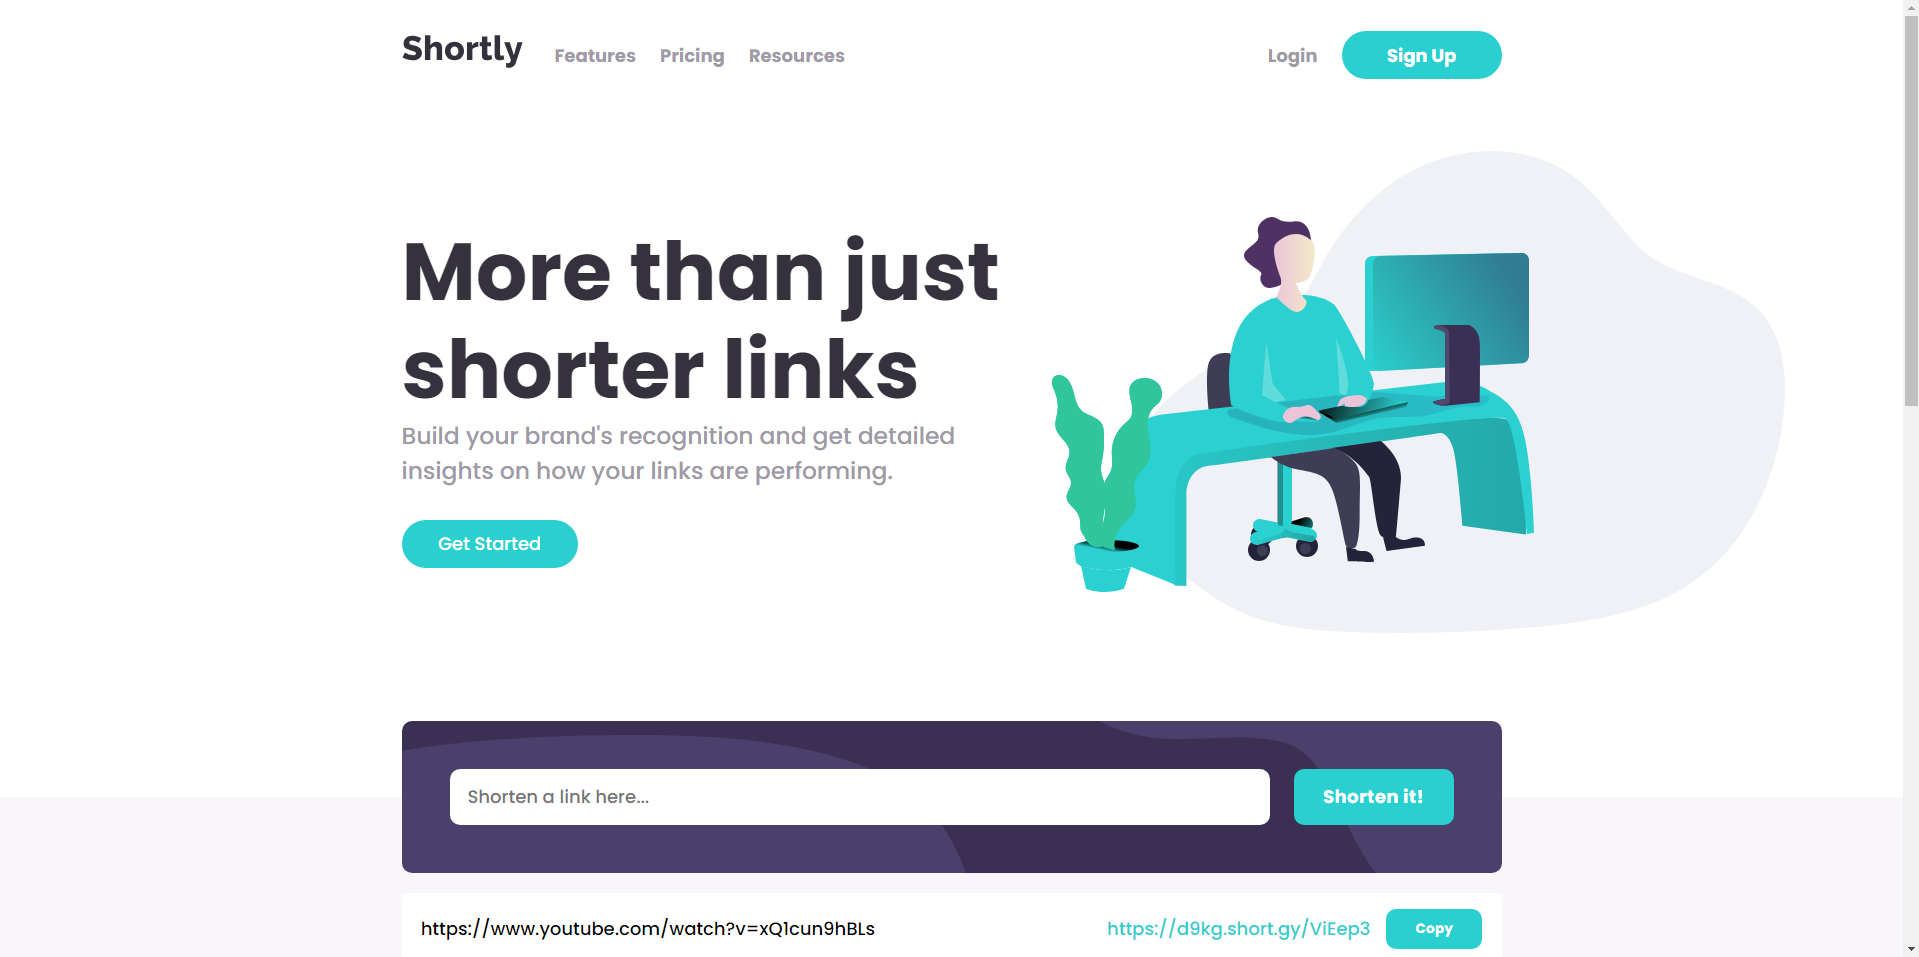 Shortly Features Pricing Resources Login Sign Up
More than just
shorter links
Build your brand's recognition and get detailed
insights on how your links are performing.
Get Started
Shorten a link here...
Shorten it!
https://www.youtube.com/watch?v=xQ1cun9hBLs
https://d9kg.short.gy/ViEep3
Copy